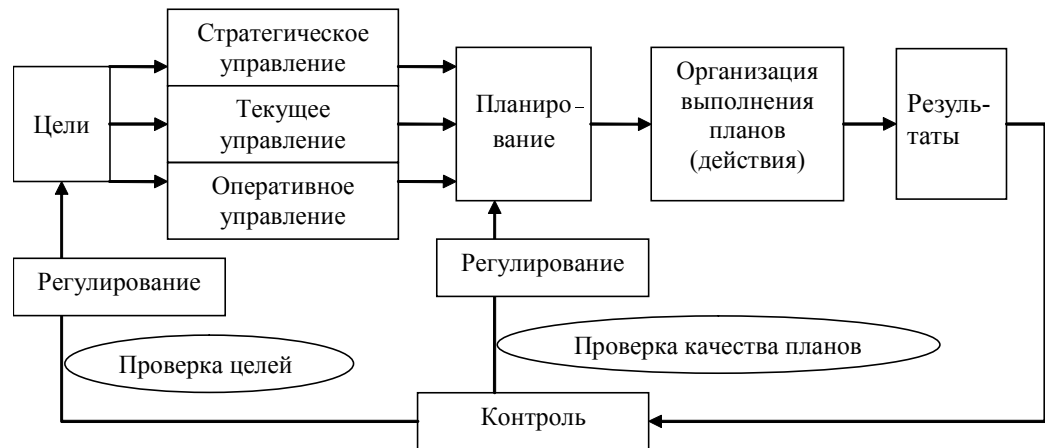 Цели
Стратегическое
управление
Текущее
управление
Оперативное
управление
Планиро –
вание
Организация
выполнения
планов
(действия)
Резуль-
таты
Регулирование
Регулирование
Проверка целей
Проверка качества планов
Контроль